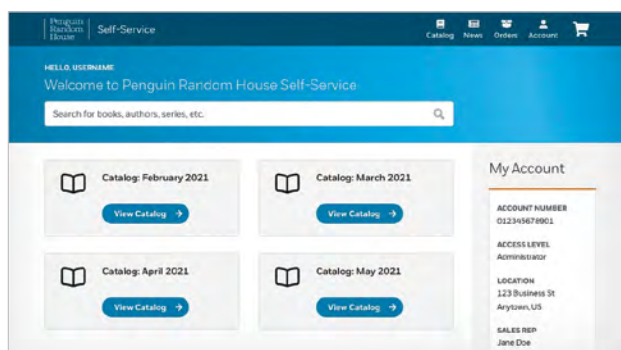 Penguin
Random
House
Self-Service
Catalog
News
Orders
Account
HELLO, USERNAME
Welcome to Penguin Random House Self-Service
Search for books, authors, series, etc.
Catalog: February 2021
View Catalog →
Catalog: March 2021
View Catalog →
Catalog: April 2021
View Catalog →
Catalog: May 2021
View Catalog →
My Account
ACCOUNT NUMBER
012345678901
ACCESS LEVEL
Administrator
LOCATION
123 Business St
Anytown, US
SALES REP
Jane Doe